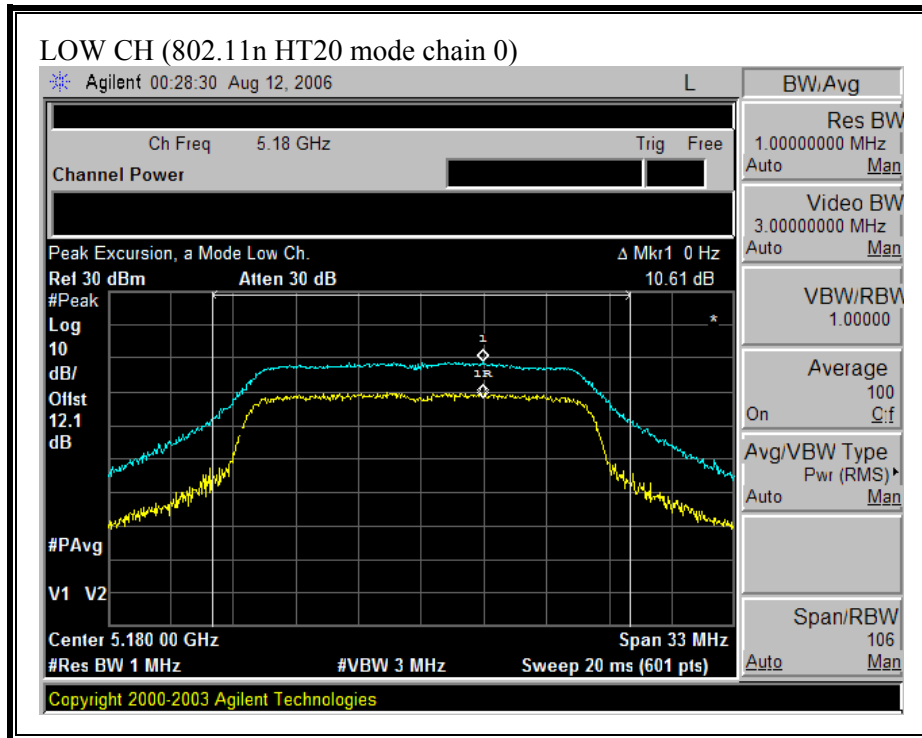 LOW CH (802.11n HT20 mode chain 0)
Agilent 00:28:30 Aug 12, 2006 L
BW/Avg
Ch Freq 5.18 GHz Trig Free
Channel Power
Peak Excursion, a Mode Low Ch. Δ Mkr1 0 Hz
Ref 30 dBm Atten 30 dB 10.61 dB
#Peak
Log
10
dB/
Offst
12.1
dB
*
1
1R
#PAvg
V1 V2
Center 5.180 00 GHz Span 33 MHz
#Res BW 1 MHz #VBW 3 MHz Sweep 20 ms (601 pts)
Copyright 2000-2003 Agilent Technologies
Res BW
1.00000000 MHz
Auto Man
Video BW
3.00000000 MHz
Auto Man
VBW/RBW
1.00000
Average
100
On Off
Avg/VBW Type
Pwr (RMS)
Auto Man
Span/RBW
106
Auto Man